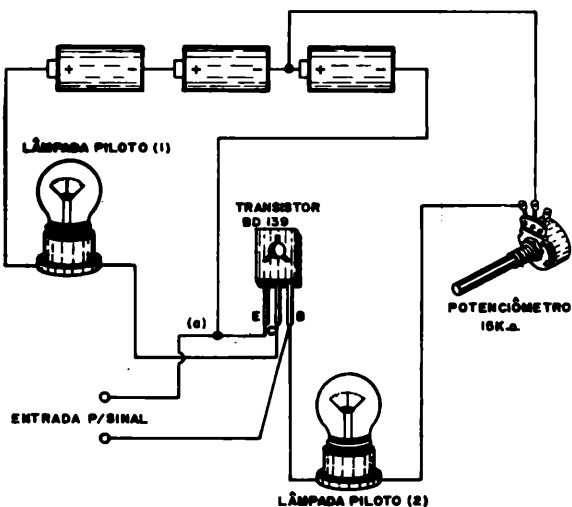 + -
+ -
+ -
LÂMPADA PILOTO (1)
TRANSISTOR
BD 139
E
B
(a)
POTENCIÔMETRO
15K Ω
ENTRADA P/SINAL
LÂMPADA PILOTO (2)